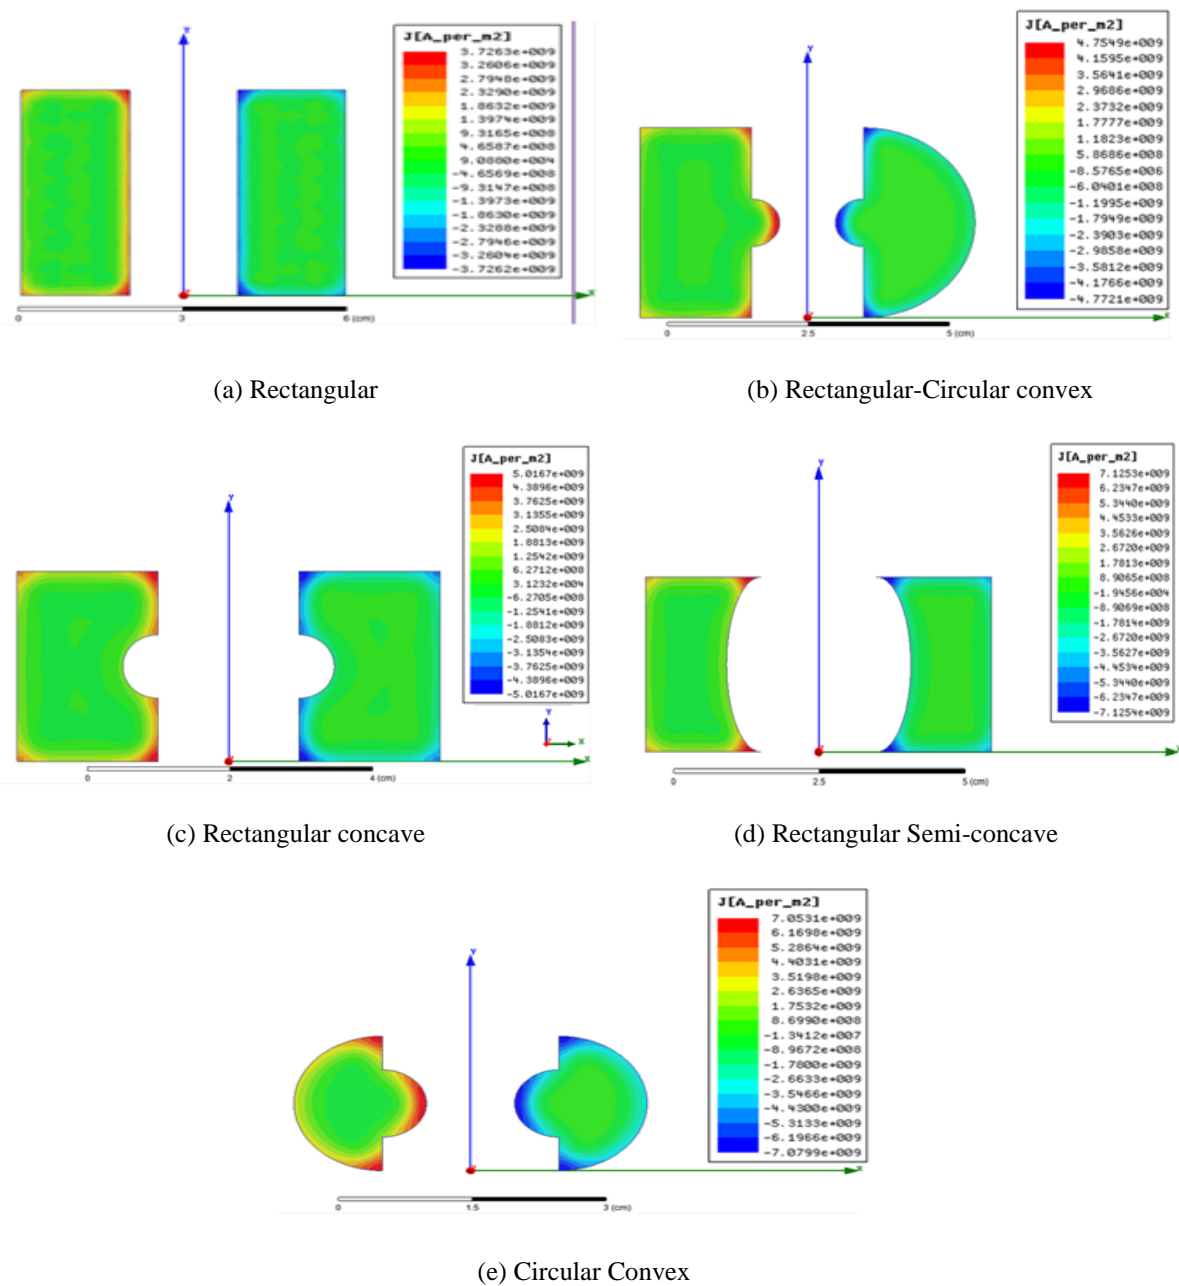 J[A_per_m2]
3.7263e+009
3.2606e+009
2.7948e+009
2.3290e+009
1.8632e+009
1.3974e+009
9.3165e+008
4.6587e+008
9.0880e+004
-4.6569e+008
-9.3147e+008
-1.3973e+009
-1.8630e+009
-2.3288e+009
-2.7946e+009
-3.2604e+009
-3.7262e+009
Y
X
0 3 6 (cm)
(a) Rectangular
J[A_per_m2]
4.7549e+009
4.1595e+009
3.5641e+009
2.9686e+009
2.3732e+009
1.7777e+009
1.1823e+009
5.8686e+008
-8.5765e+006
-6.0401e+008
-1.1995e+009
-1.7949e+009
-2.3903e+009
-2.9858e+009
-3.5812e+009
-4.1766e+009
-4.7721e+009
Y
X
0 2.5 5 (cm)
(b) Rectangular-Circular convex
J[A_per_m2]
5.0167e+009
4.3896e+009
3.7625e+009
3.1355e+009
2.5084e+009
1.8813e+009
1.2542e+009
6.2712e+008
3.1232e+004
-6.2705e+008
-1.2541e+009
-1.8812e+009
-2.5083e+009
-3.1354e+009
-3.7625e+009
-4.3896e+009
-5.0167e+009
Y
Y
X
X
0 2 4 (cm)
(c) Rectangular concave
J[A_per_m2]
7.1253e+009
6.2347e+009
5.3440e+009
4.4533e+009
3.5626e+009
2.6720e+009
1.7813e+009
8.9065e+008
-1.9456e+004
-8.9069e+008
-1.7814e+009
-2.6720e+009
-3.5627e+009
-4.4534e+009
-5.3440e+009
-6.2347e+009
-7.1254e+009
Y
0 2.5 5 (cm)
(d) Rectangular Semi-concave
J[A_per_m2]
7.0531e+009
6.1698e+009
5.2864e+009
4.4031e+009
3.5198e+009
2.6365e+009
1.7532e+009
8.6990e+008
-1.3412e+007
-8.9672e+008
-1.7800e+009
-2.6633e+009
-3.5466e+009
-4.4300e+009
-5.3133e+009
-6.1966e+009
-7.0799e+009
Y
X
0 1.5 3 (cm)
(e) Circular Convex